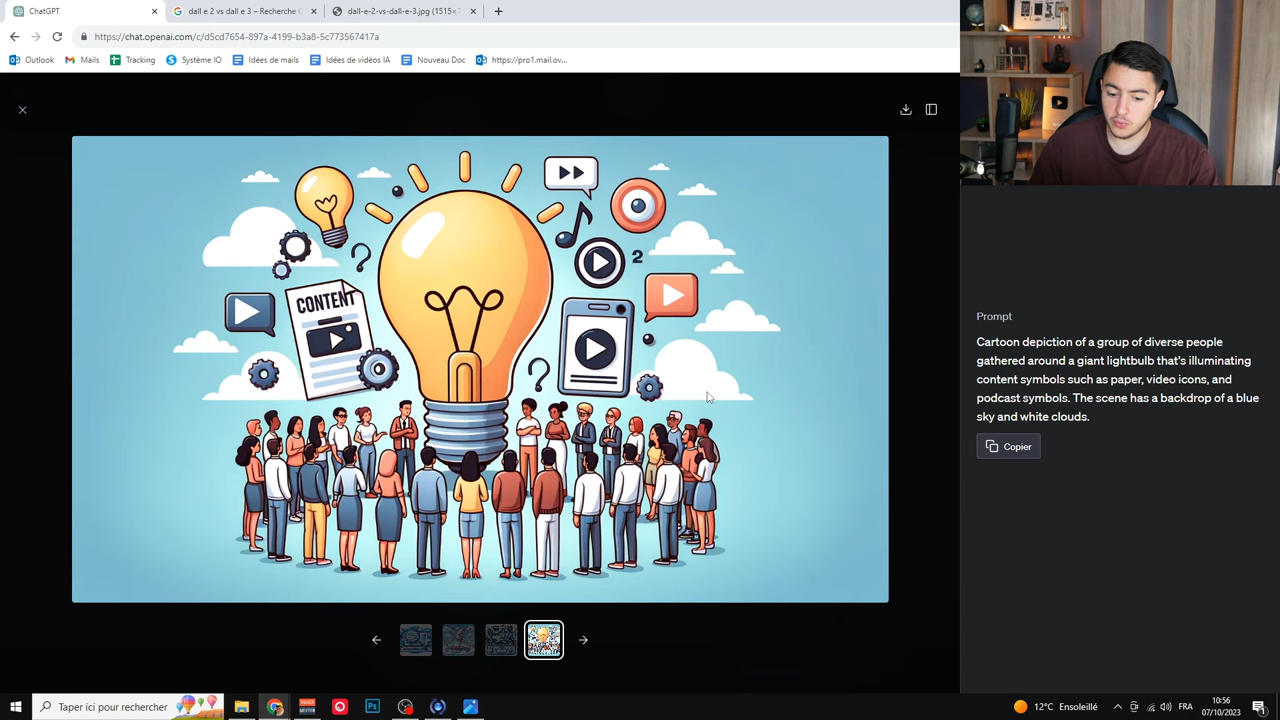 ChatGPT
dall e 2 vs dall e 3 – Recherche G
dall-e-2-vs-dall-e-3.jpg (1515×
https://chat.openai.com/c/d5cd7654-897a-4199-b3a8-5c773567417a
Outlook
Mails
Tracking
Système IO
Idées de mails
Idées de vidéos IA
Nouveau Doc
https://pro1.mail.ov...
CONTENT
2
Prompt
Cartoon depiction of a group of diverse people
gathered around a giant lightbulb that's illuminating
content symbols such as paper, video icons, and
podcast symbols. The scene has a backdrop of a blue
sky and white clouds.
Copier
Taper ici pour rechercher
12°C Ensoleillé
FRA
10:56
07/10/2023